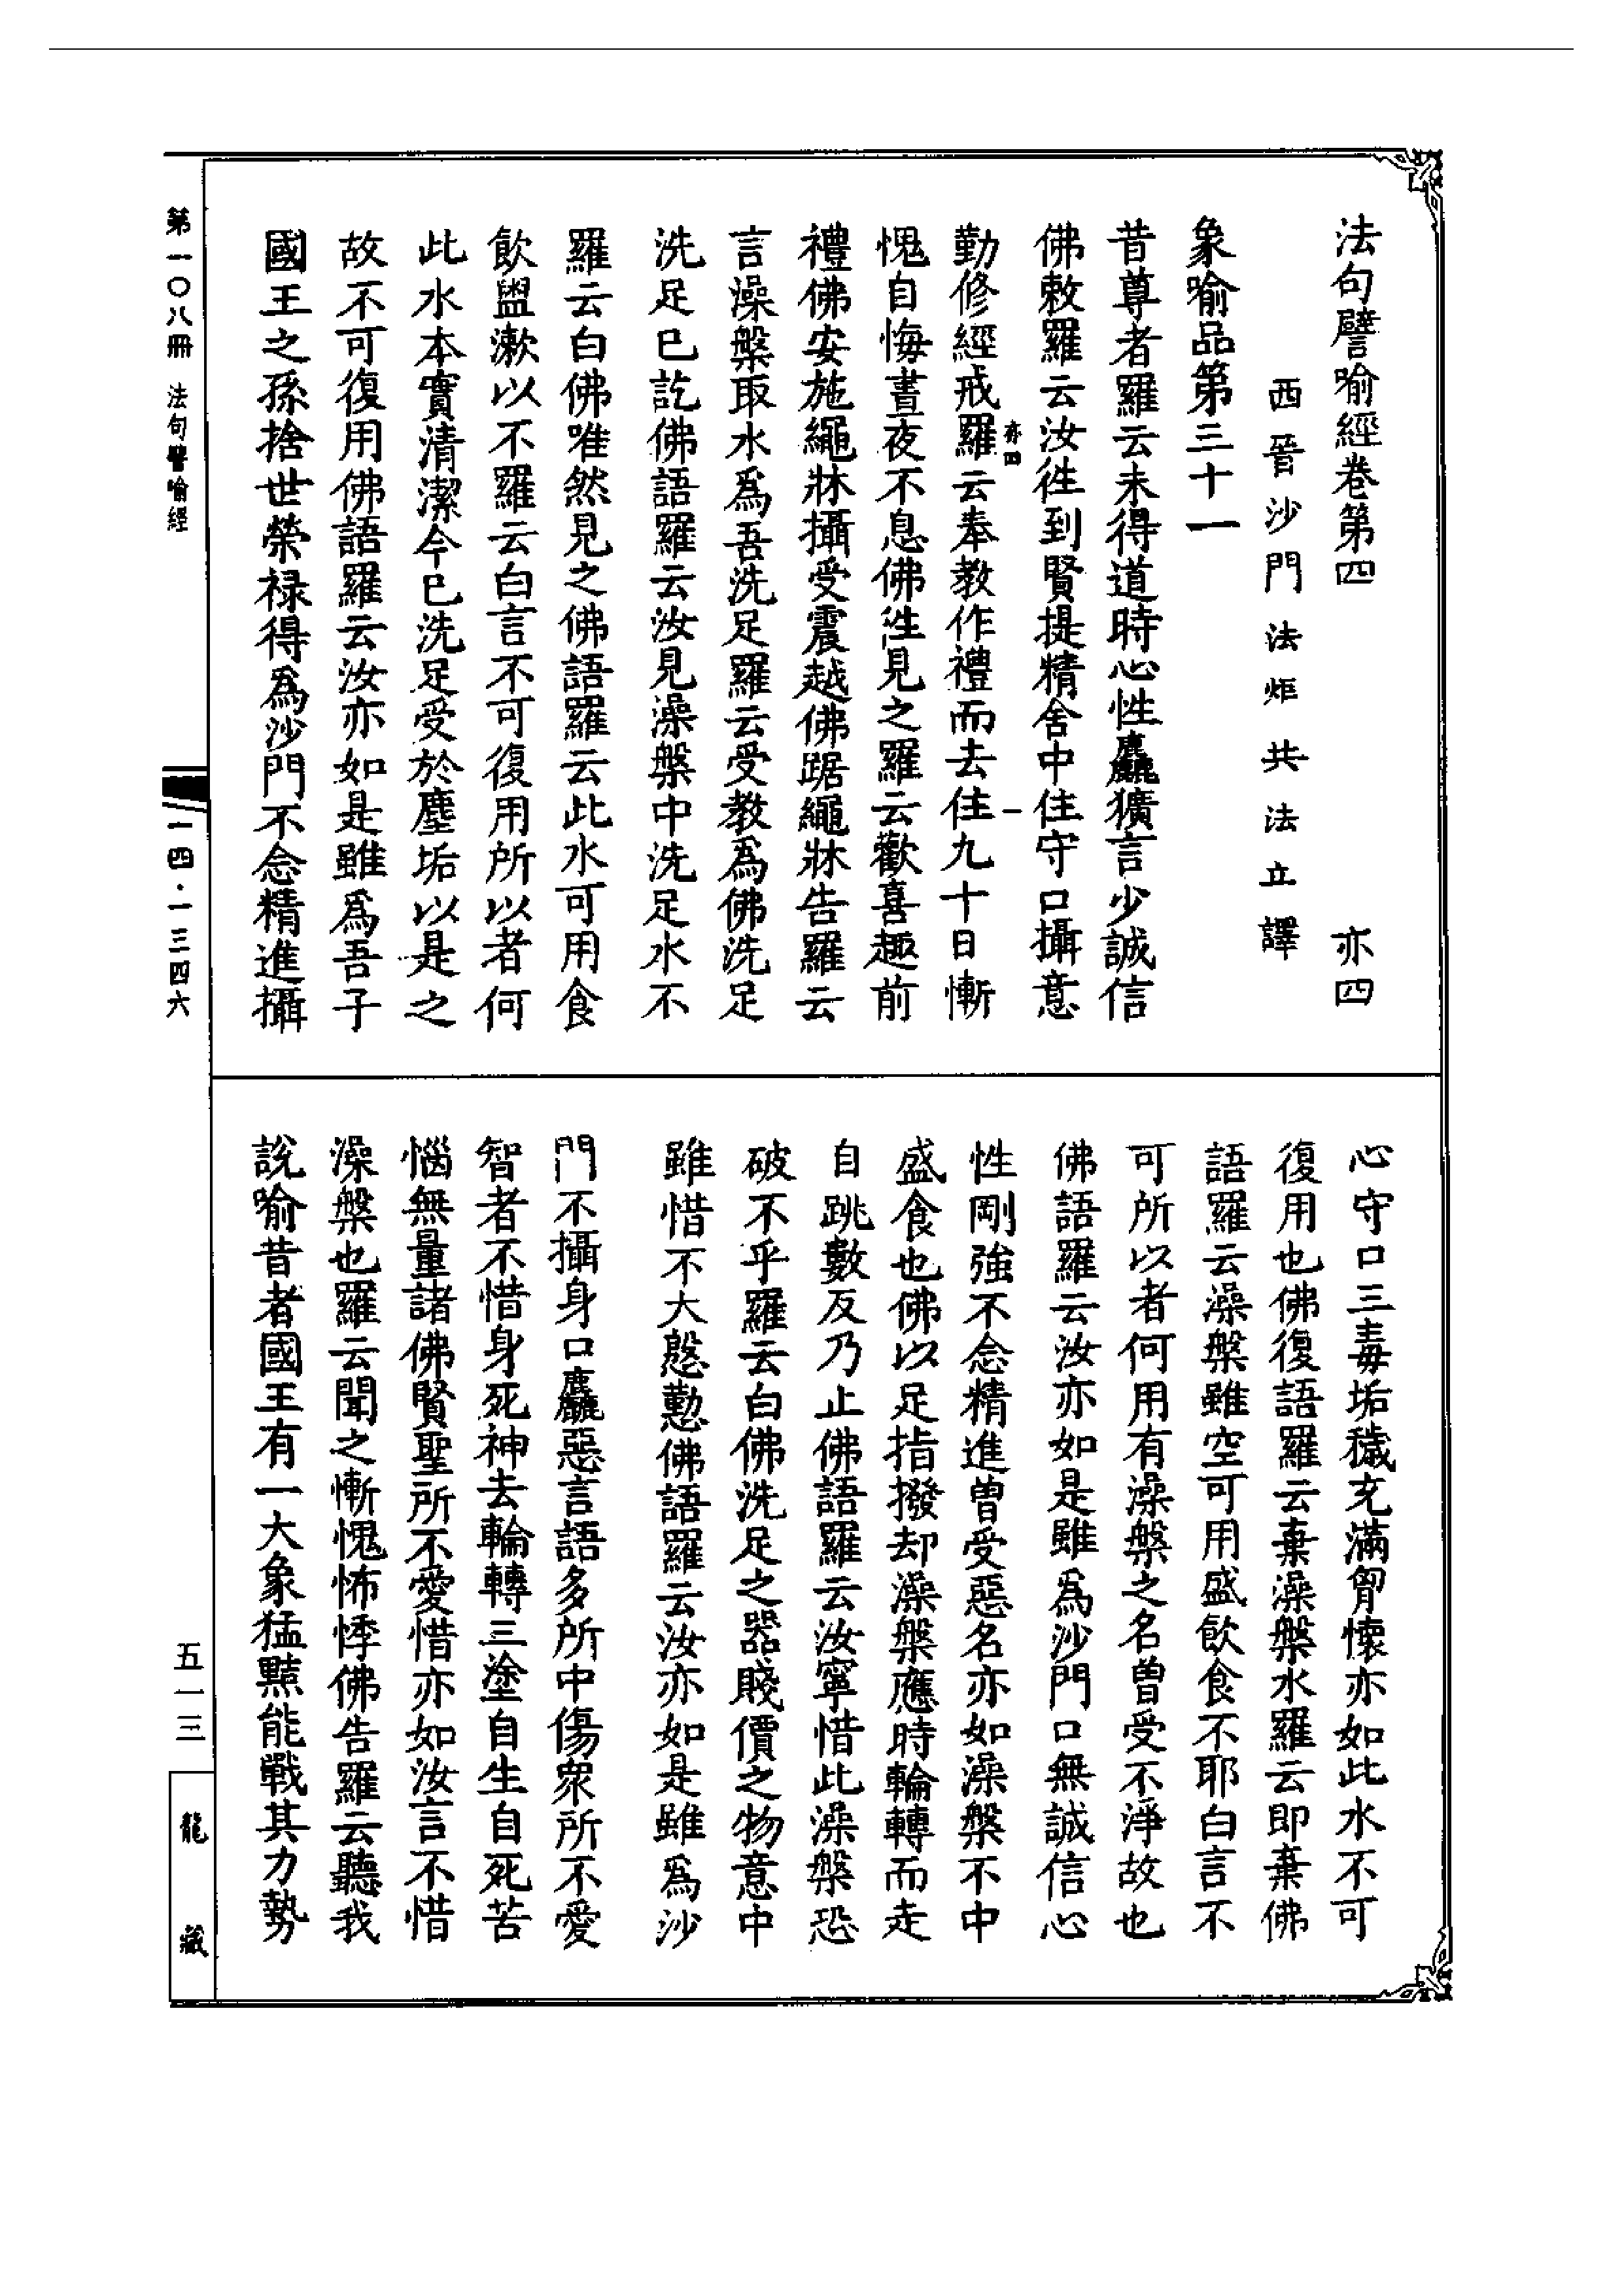 法句譬喻經卷第四　亦四
西晉沙門法炬共法立譯
象喻品第三十一
昔尊者羅云未得道時心性麤獷言少誠信
佛敕羅云汝往到賢提精舍中住守口攝意
亦四　一
勤修經戒羅云奉教作禮而去住九十日慚
愧自悔晝夜不息佛往見之羅云歡喜趣前
禮佛安施繩牀攝受震越佛踞繩牀告羅云
言澡槃取水爲吾洗足羅云受教爲佛洗足
洗足已訖佛語羅云汝見澡槃中洗足水不
羅云白佛唯然見之佛語羅云此水可用食
飲盥漱以不羅云白言不可復用所以者何
此水本實清潔今已洗足受於塵垢以是之
故不可復用佛語羅云汝亦如是雖爲吾子
國王之孫捨世榮祿得爲沙門不念精進攝
心守口三毒垢穢充滿胷懷亦如此水不可
復用也佛復語羅云棄澡槃水羅云即棄佛
語羅云澡槃雖空可用盛飲食不耶白言不
可所以者何用有澡槃之名曾受不淨故也
佛語羅云汝亦如是雖爲沙門口無誠信心
性剛強不念精進曾受惡名亦如澡槃不中
盛食也佛以足指撥却澡槃應時輪轉而走
自跳數反乃止佛語羅云汝寧惜此澡槃恐
破不乎羅云白佛洗足之器賤價之物意中
雖惜不大慇懃佛語羅云汝亦如是雖爲沙
門不攝身口麤惡言語多所中傷衆所不愛
智者不惜身死神去輪轉三塗自生自死苦
惱無量諸佛賢聖所不愛惜亦如汝言不惜
澡槃也羅云聞之慚愧怖悸佛告羅云聽我
說喻昔者國王有一大象猛黠能戰其力勢
第一〇八冊　法句譬喻經
一四·一三四六
五一三
龍藏